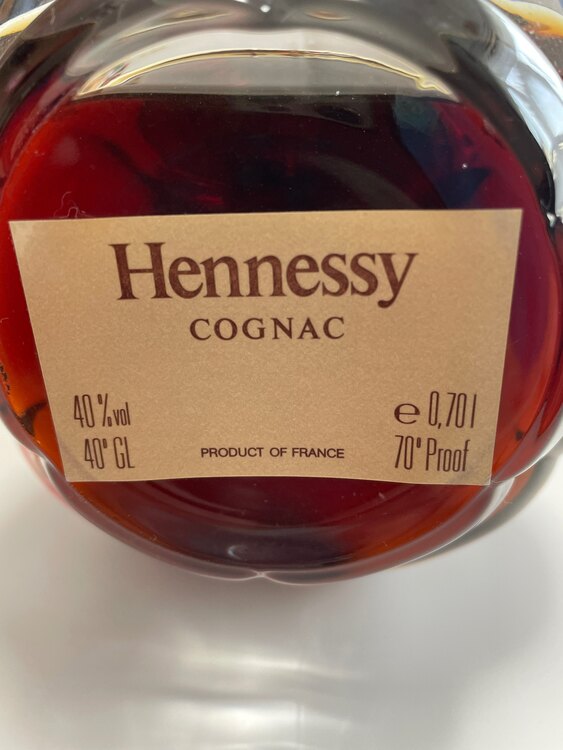 Hennessy
COGNAC
40 % vol
40° GL
PRODUCT OF FRANCE
℮ 0,70 l
70° Proof